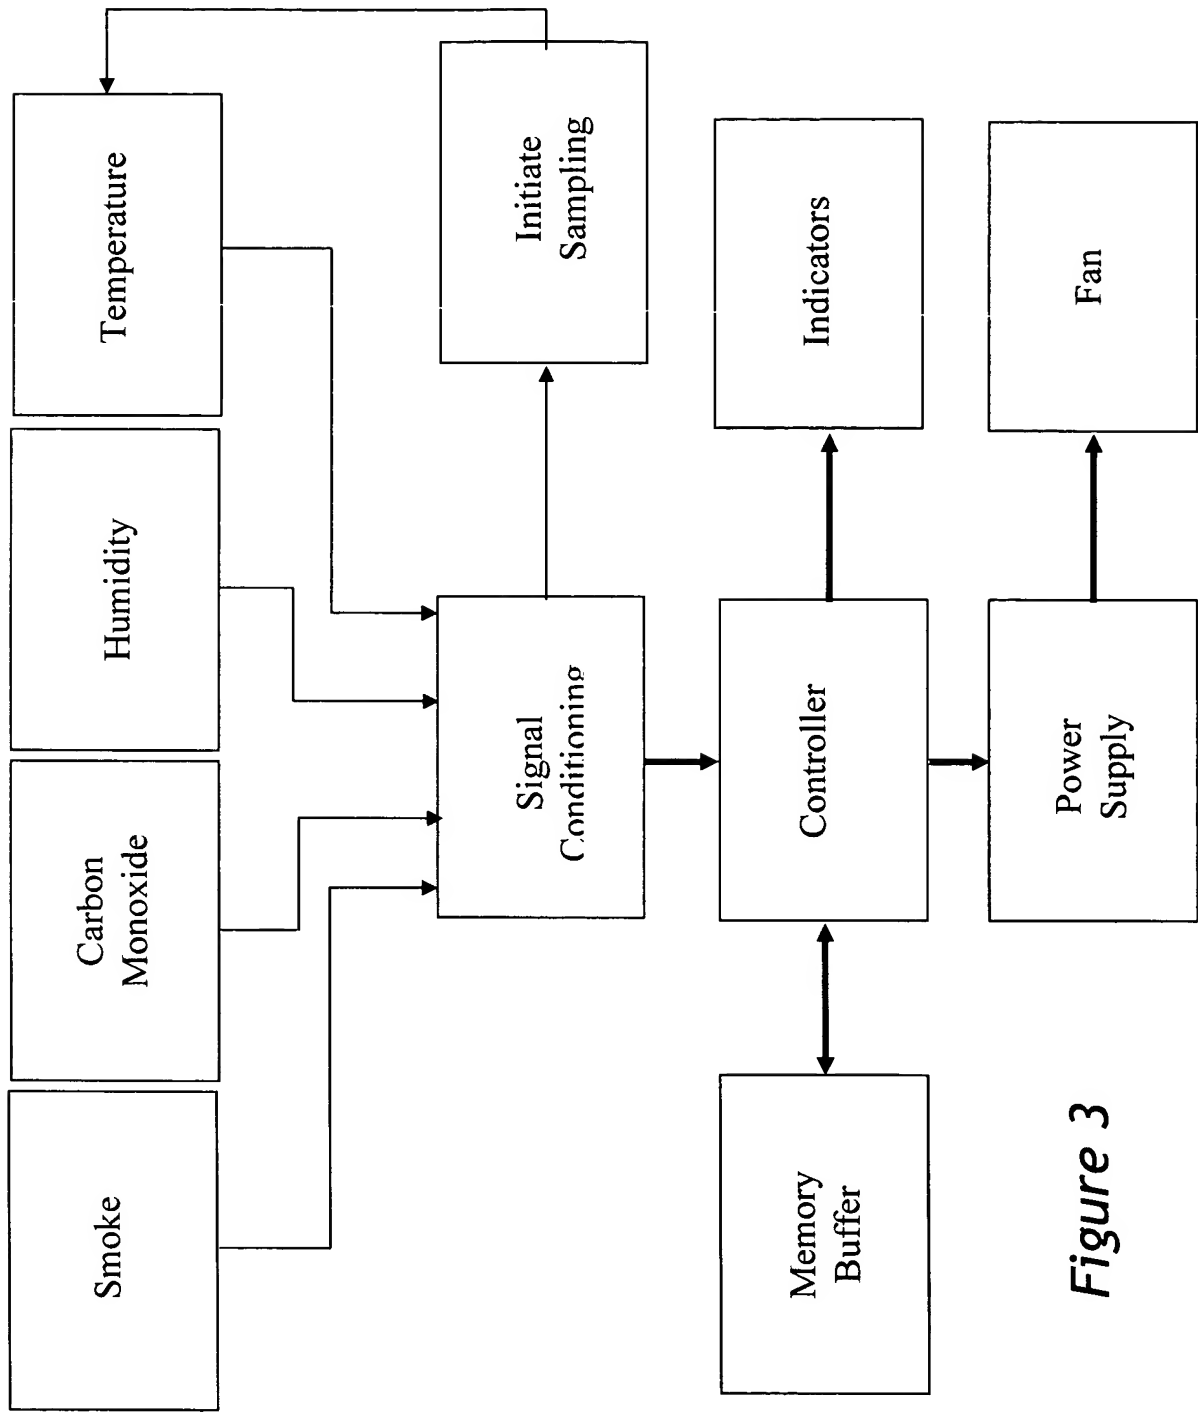 Smoke
Carbon
Monoxide
Humidity
Temperature
Signal
Conditioning
Initiate
Sampling
Memory
Buffer
Controller
Indicators
Power
Supply
Fan
Figure 3